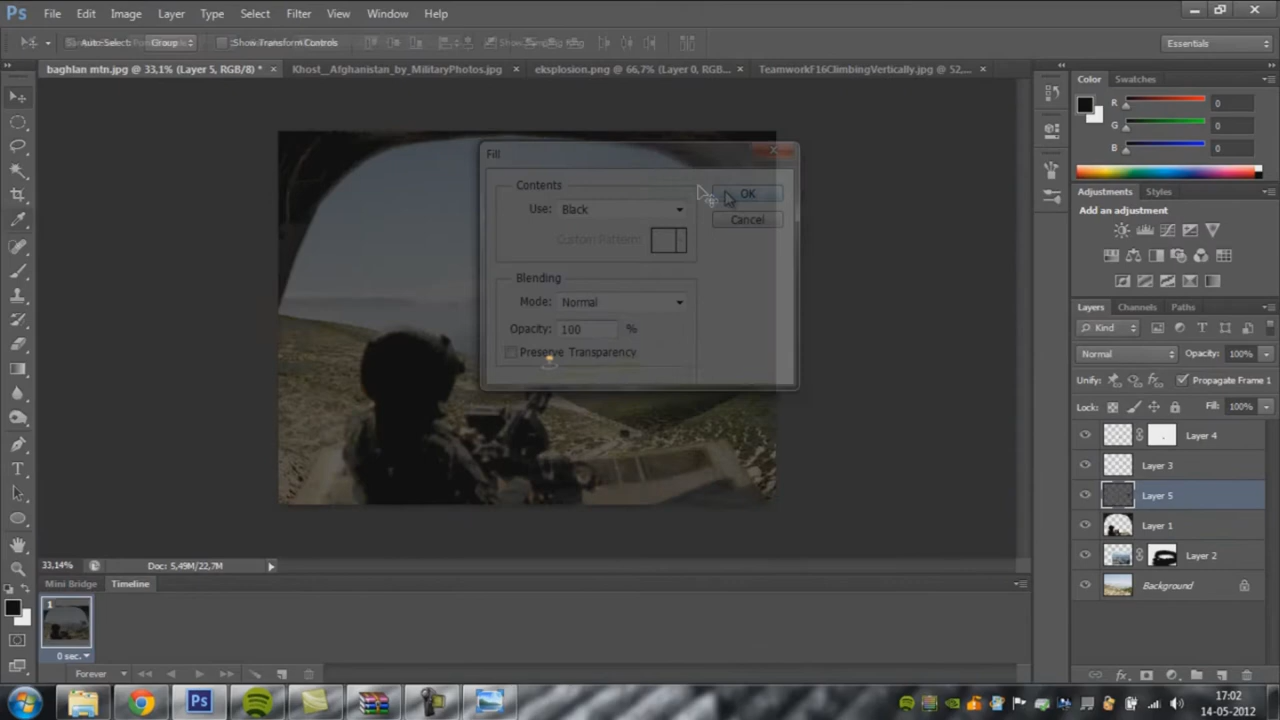 Ps File Edit Image Layer Type Select Filter View Window Help
Auto-Select: Group Show Transform Controls Essentials
baghlan mtn.jpg @ 33,1% (Layer 5, RGB/8) * Khost__Afghanistan_by_MilitaryPhotos.jpg eksplosion.png @ 66,7% (Layer 0, RGB... TeamworkF16ClimbingVertically.jpg @ 52,...
Color Swatches
R 0
G 0
B 0
Fill
Contents
Use: Black
Custom Pattern:
OK
Cancel
Blending
Mode: Normal
Opacity: 100 %
Preserve Transparency
Adjustments Styles
Add an adjustment
Layers Channels Paths
Kind
Normal Opacity: 100%
Unify: Propagate Frame 1
Lock: Fill: 100%
Layer 4
Layer 3
Layer 5
Layer 1
Layer 2
Background
33,14% Doc: 5,49M/22,7M
Mini Bridge Timeline
1
0 sec.
Forever
Ps
17:02
14-05-2012